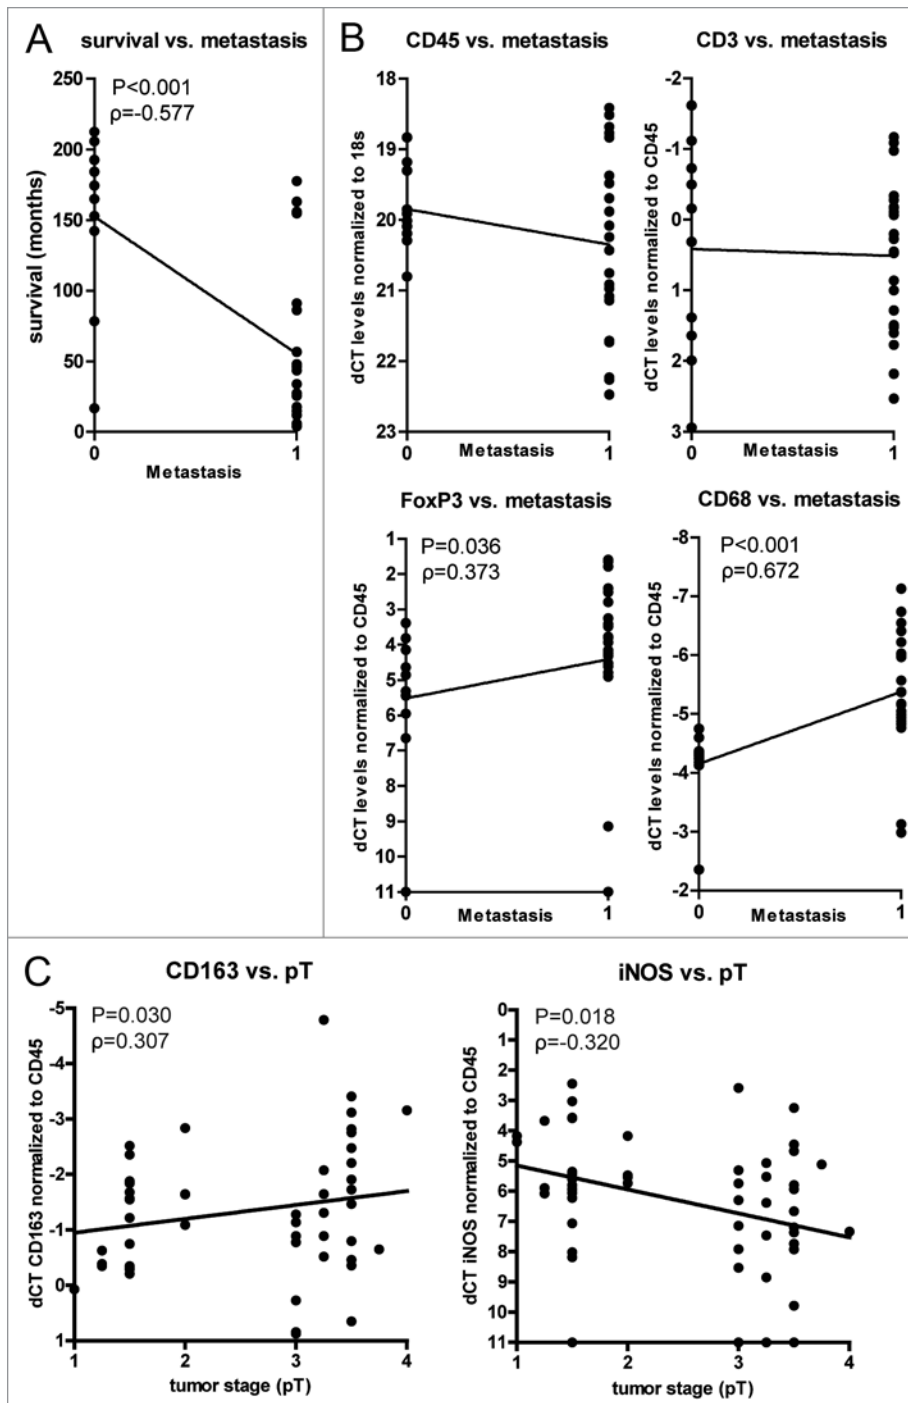 A
survival vs. metastasis
P<0.001
ρ=-0.577
survival (months)
250
200
150
100
50
0
0
1
Metastasis
B
CD45 vs. metastasis
dCT levels normalized to 18s
18
19
20
21
22
23
0
1
Metastasis
CD3 vs. metastasis
dCT levels normalized to CD45
-2
-1
0
1
2
3
0
1
Metastasis
FoxP3 vs. metastasis
P=0.036
ρ=0.373
dCT levels normalized to CD45
1
2
3
4
5
6
7
8
9
10
11
0
1
Metastasis
CD68 vs. metastasis
P<0.001
ρ=0.672
dCT levels normalized to CD45
-8
-7
-6
-5
-4
-3
-2
0
1
Metastasis
C
CD163 vs. pT
P=0.030
ρ=0.307
dCT CD163 normalized to CD45
-5
-4
-3
-2
-1
0
1
1
2
3
4
tumor stage (pT)
iNOS vs. pT
P=0.018
ρ=-0.320
dCT iNOS normalized to CD45
0
1
2
3
4
5
6
7
8
9
10
11
1
2
3
4
tumor stage (pT)